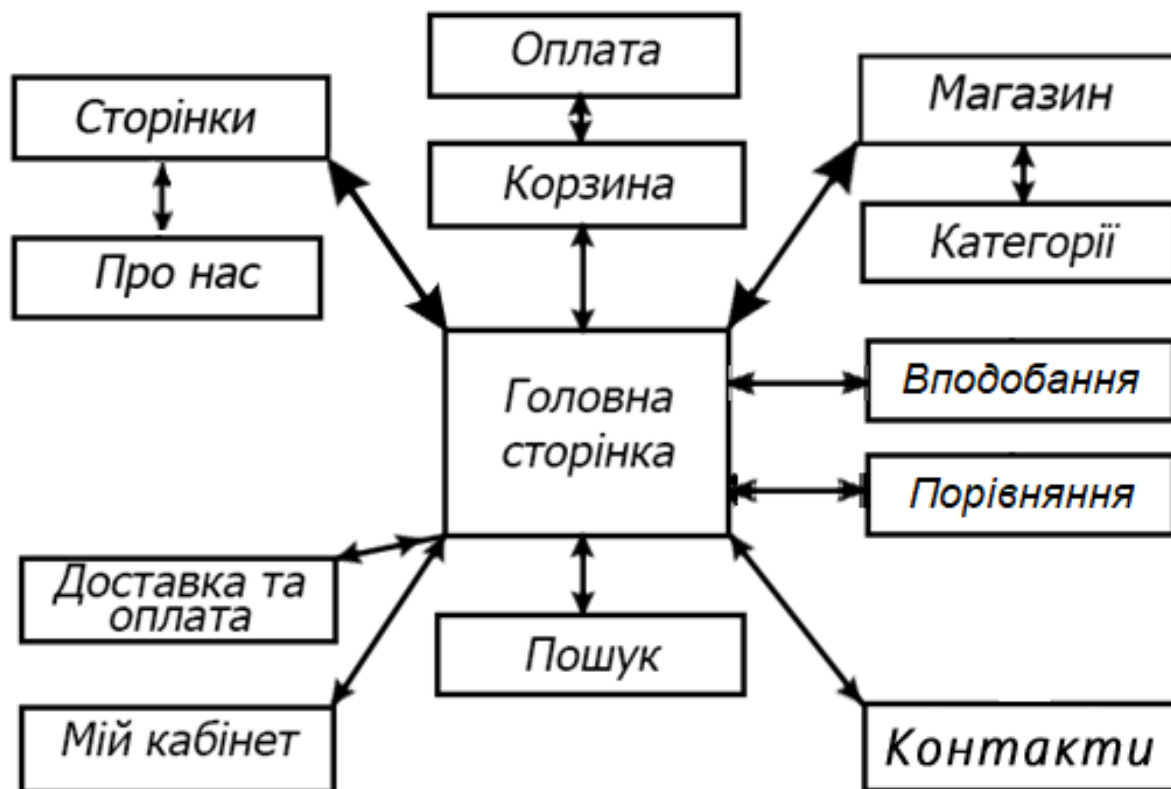 Оплата
Сторінки
Магазин
Корзина
Про нас
Категорії
Головна
сторінка
Вподобання
Порівняння
Доставка та
оплата
Пошук
Мій кабінет
Контакти